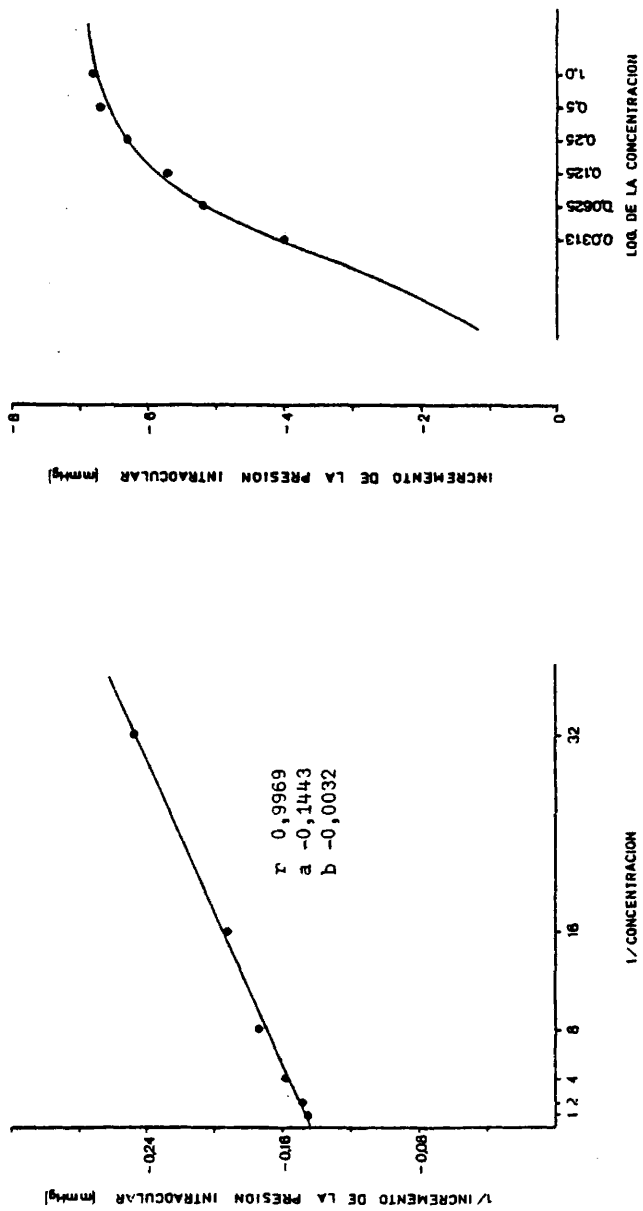 INCREMENTO DE LA PRESION INTRAOCULAR [mmHg]
-8
-6
-4
-2
0
0,0313
0,0625
0,125
0,25
0,5
1,0
LOG. DE LA CONCENTRACION
1/INCREMENTO DE LA PRESION INTRAOCULAR [mmHg]
-0,24
-0,16
-0,08
r 0,9969
a -0,1443
b -0,0032
1 2 4 8 16 32
1/CONCENTRACION